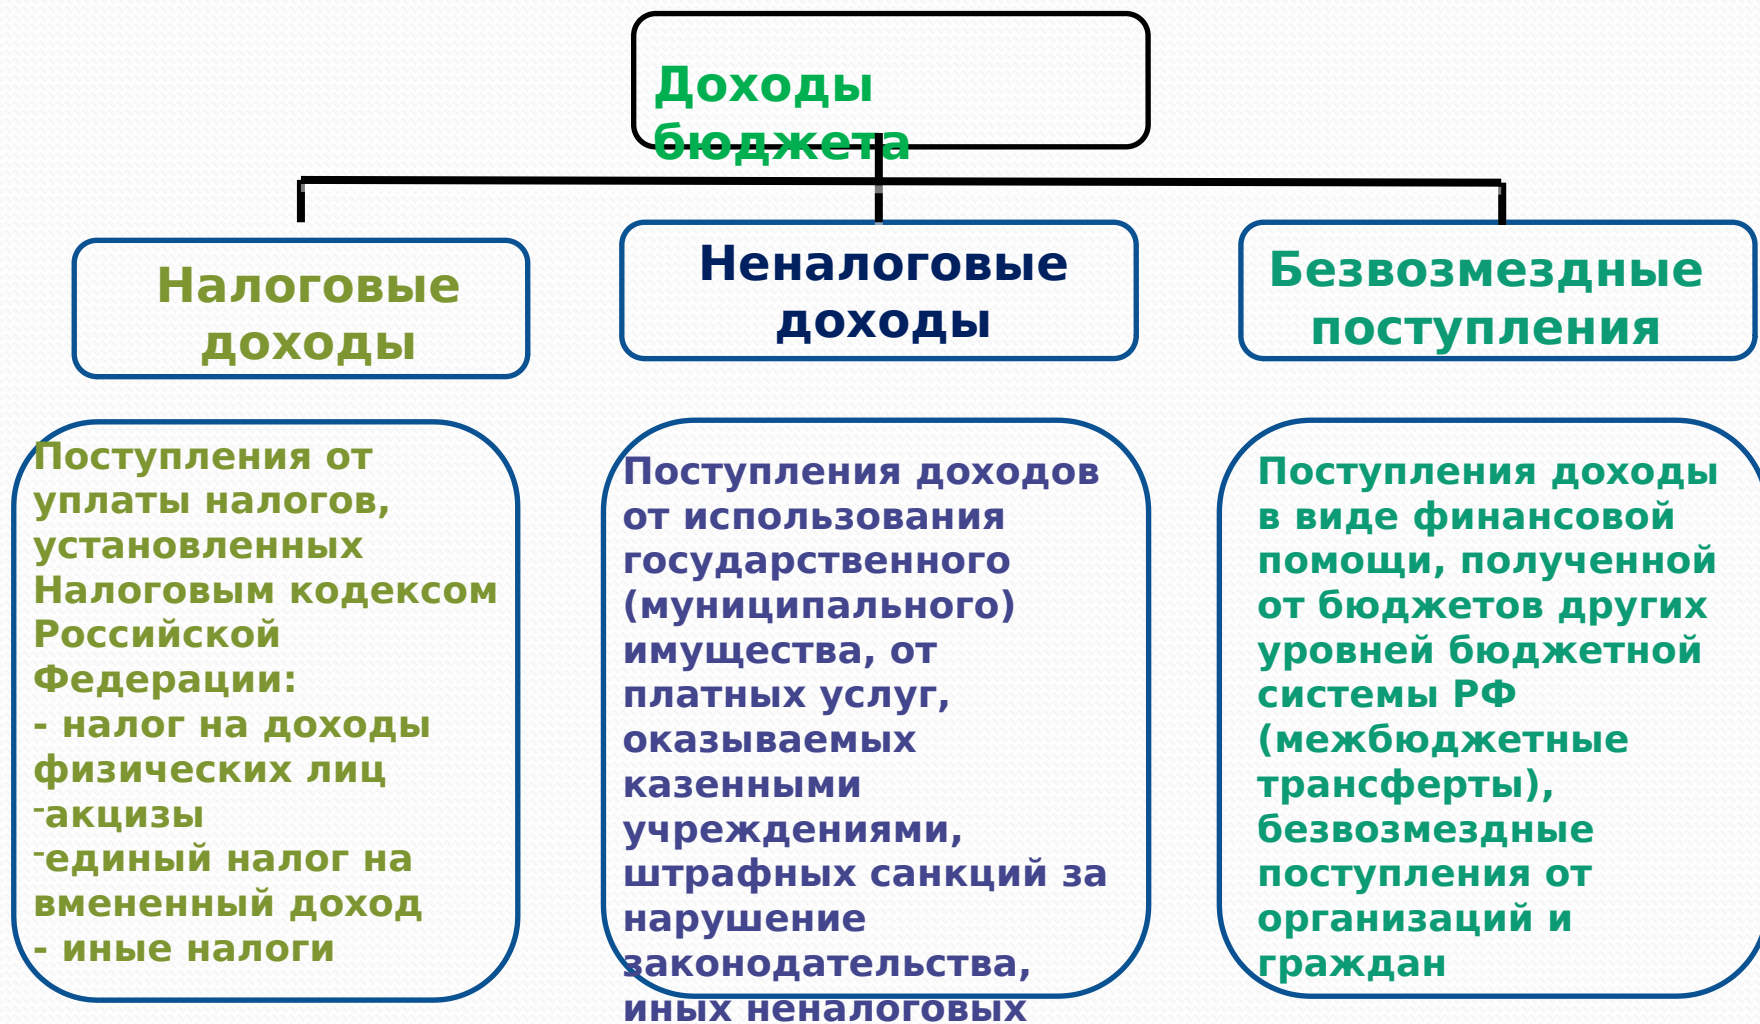 Доходы
бюджета
Налоговые
доходы
Неналоговые
доходы
Безвозмездные
поступления
Поступления от
уплаты налогов,
установленных
Налоговым кодексом
Российской
Федерации:
- налог на доходы
физических лиц
-акцизы
-единый налог на
вмененный доход
- иные налоги
Поступления доходов
от использования
государственного
(муниципального)
имущества, от
платных услуг,
оказываемых
казенными
учреждениями,
штрафных санкций за
нарушение
законодательства,
иных неналоговых
Поступления доходы
в виде финансовой
помощи, полученной
от бюджетов других
уровней бюджетной
системы РФ
(межбюджетные
трансферты),
безвозмездные
поступления от
организаций и
граждан